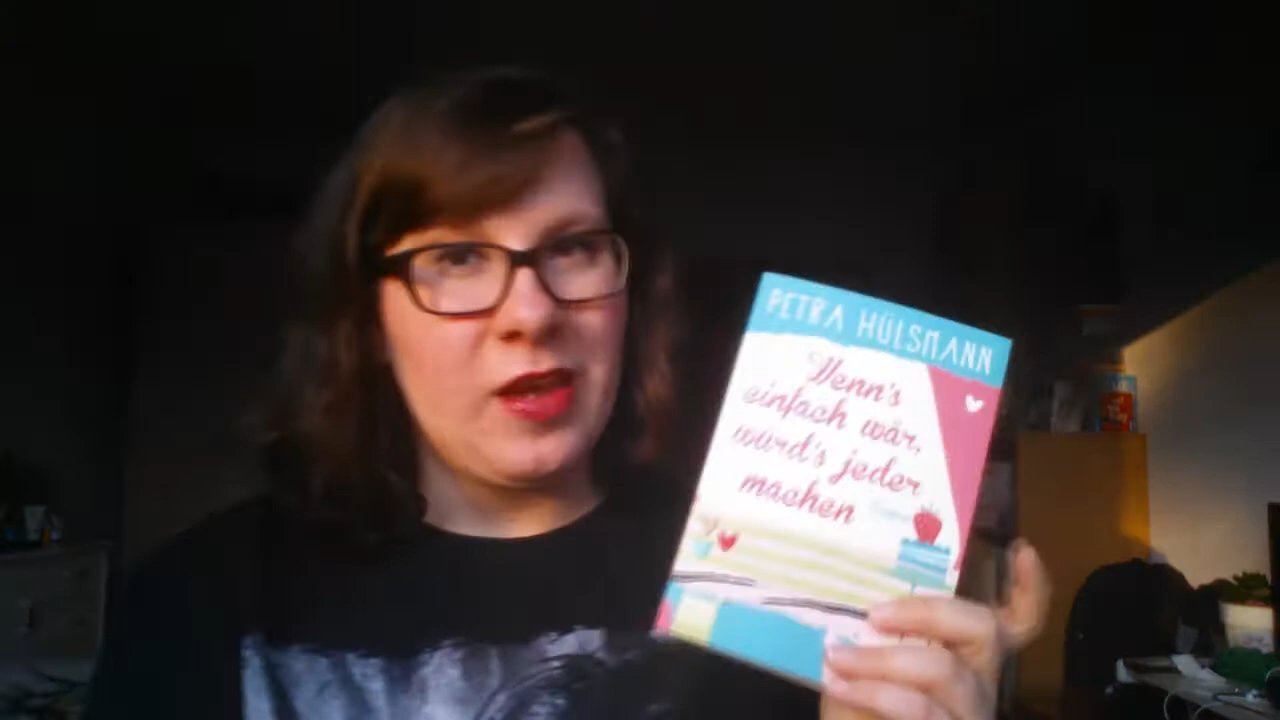 PETRA HÜLSMANN
Wenn's
einfach wär,
würd's jeder
machen